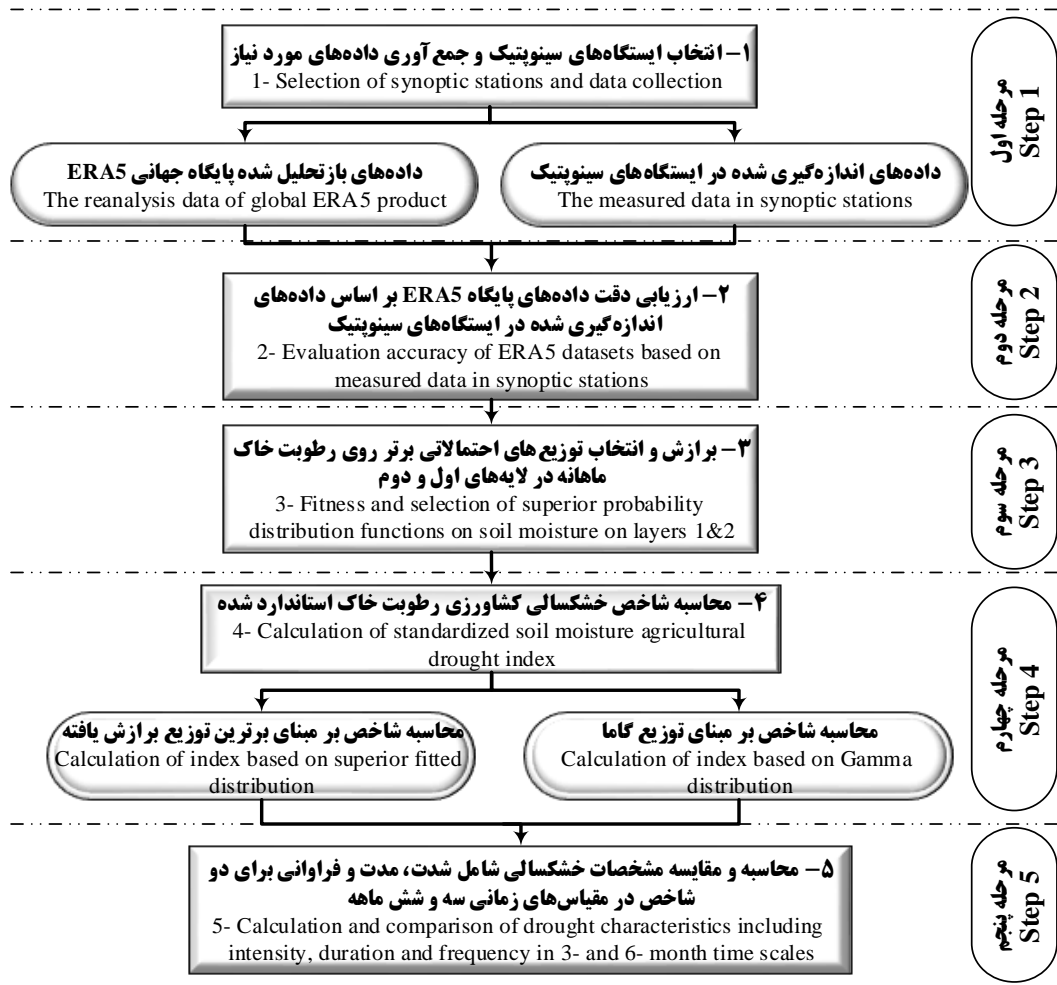 ۱- انتخاب ایستگاه‌های سینوپتیک و جمع‌آوری داده‌های مورد نیاز
1- Selection of synoptic stations and data collection
مرحله اول
Step 1
داده‌های بازتحلیل شده پایگاه جهانی ERA5
The reanalysis data of global ERA5 product
داده‌های اندازه‌گیری شده در ایستگاه‌های سینوپتیک
The measured data in synoptic stations
۲- ارزیابی دقت داده‌های پایگاه ERA5 بر اساس داده‌های
اندازه‌گیری شده در ایستگاه‌های سینوپتیک
2- Evaluation accuracy of ERA5 datasets based on
measured data in synoptic stations
مرحله دوم
Step 2
۳- برازش و انتخاب توزیع‌های احتمالاتی برتر روی رطوبت خاک
ماهانه در لایه‌های اول و دوم
3- Fitness and selection of superior probability
distribution functions on soil moisture on layers 1&2
مرحله سوم
Step 3
۴- محاسبه شاخص خشکسالی کشاورزی رطوبت خاک استاندارد شده
4- Calculation of standardized soil moisture agricultural
drought index
مرحله چهارم
Step 4
محاسبه شاخص بر مبنای برترین توزیع برازش یافته
Calculation of index based on superior fitted
distribution
محاسبه شاخص بر مبنای توزیع گاما
Calculation of index based on Gamma
distribution
۵- محاسبه و مقایسه مشخصات خشکسالی شامل شدت، مدت و فراوانی برای دو
شاخص در مقیاس‌های زمانی سه و شش ماهه
5- Calculation and comparison of drought characteristics including
intensity, duration and frequency in 3- and 6- month time scales
مرحله پنجم
Step 5